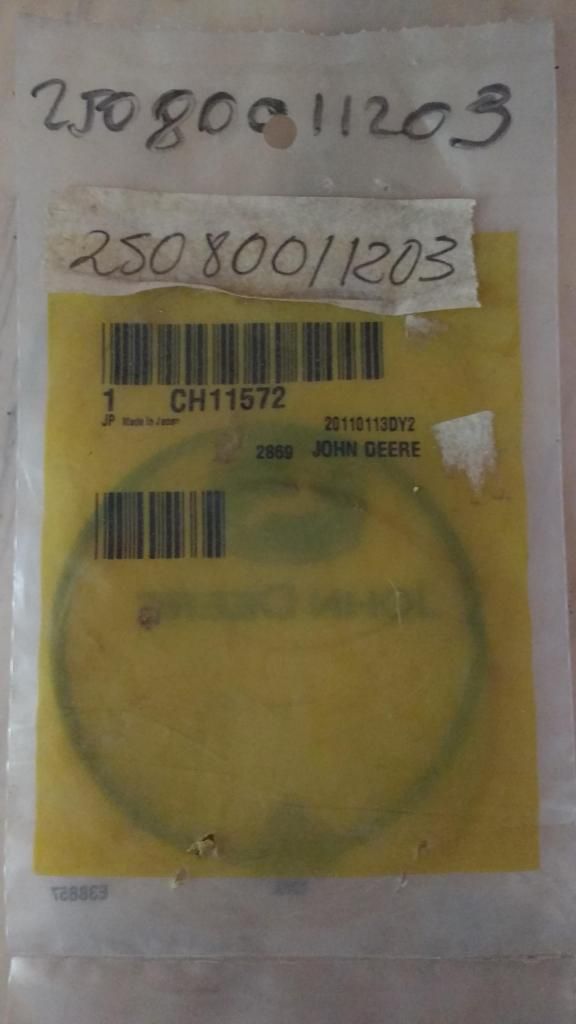 25080011203
25080011203
1 CH11572
JP Made In Japan
20110113DY2
2869 JOHN DEERE
JOHN DEERE
E38857